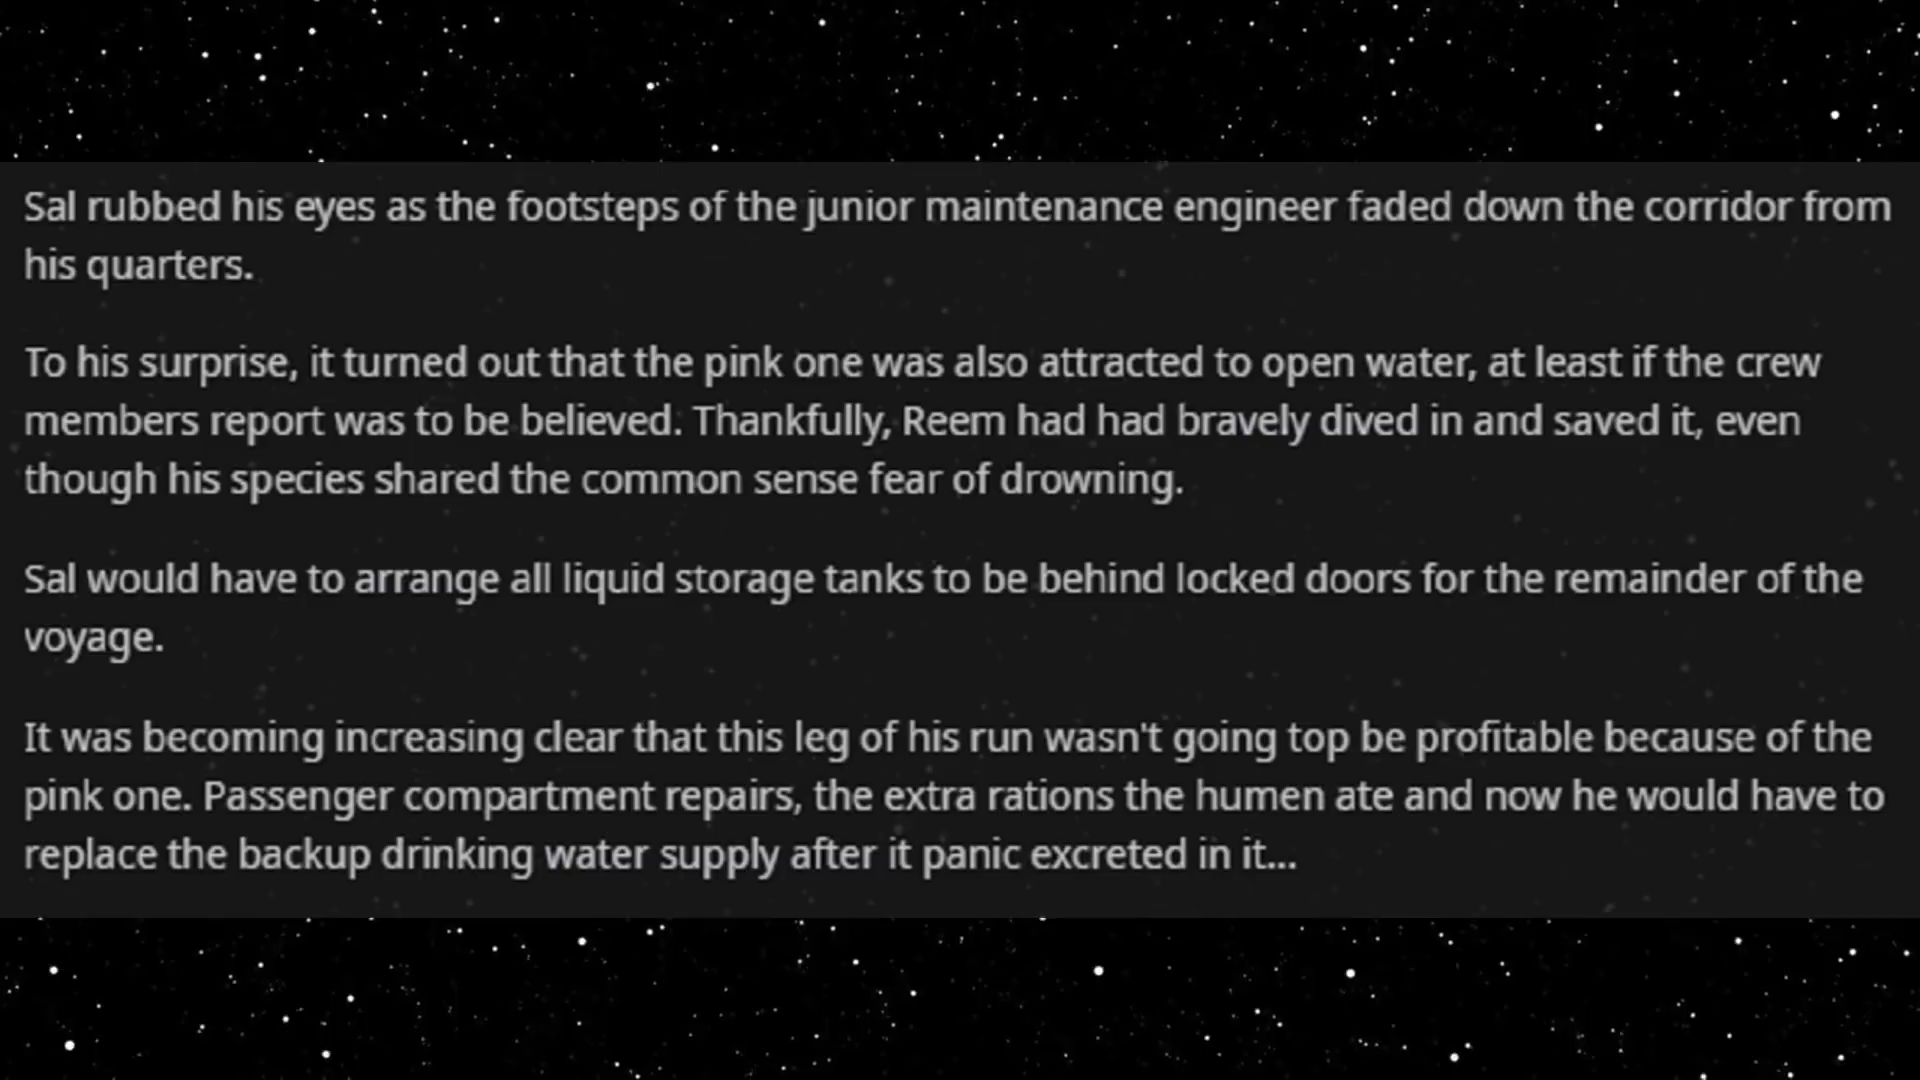 Sal rubbed his eyes as the footsteps of the junior maintenance engineer faded down the corridor from
his quarters.
To his surprise, it turned out that the pink one was also attracted to open water, at least if the crew
members report was to be believed. Thankfully, Reem had had bravely dived in and saved it, even
though his species shared the common sense fear of drowning.
Sal would have to arrange all liquid storage tanks to be behind locked doors for the remainder of the
voyage.
It was becoming increasing clear that this leg of his run wasn't going top be profitable because of the
pink one. Passenger compartment repairs, the extra rations the humen ate and now he would have to
replace the backup drinking water supply after it panic excreted in it...